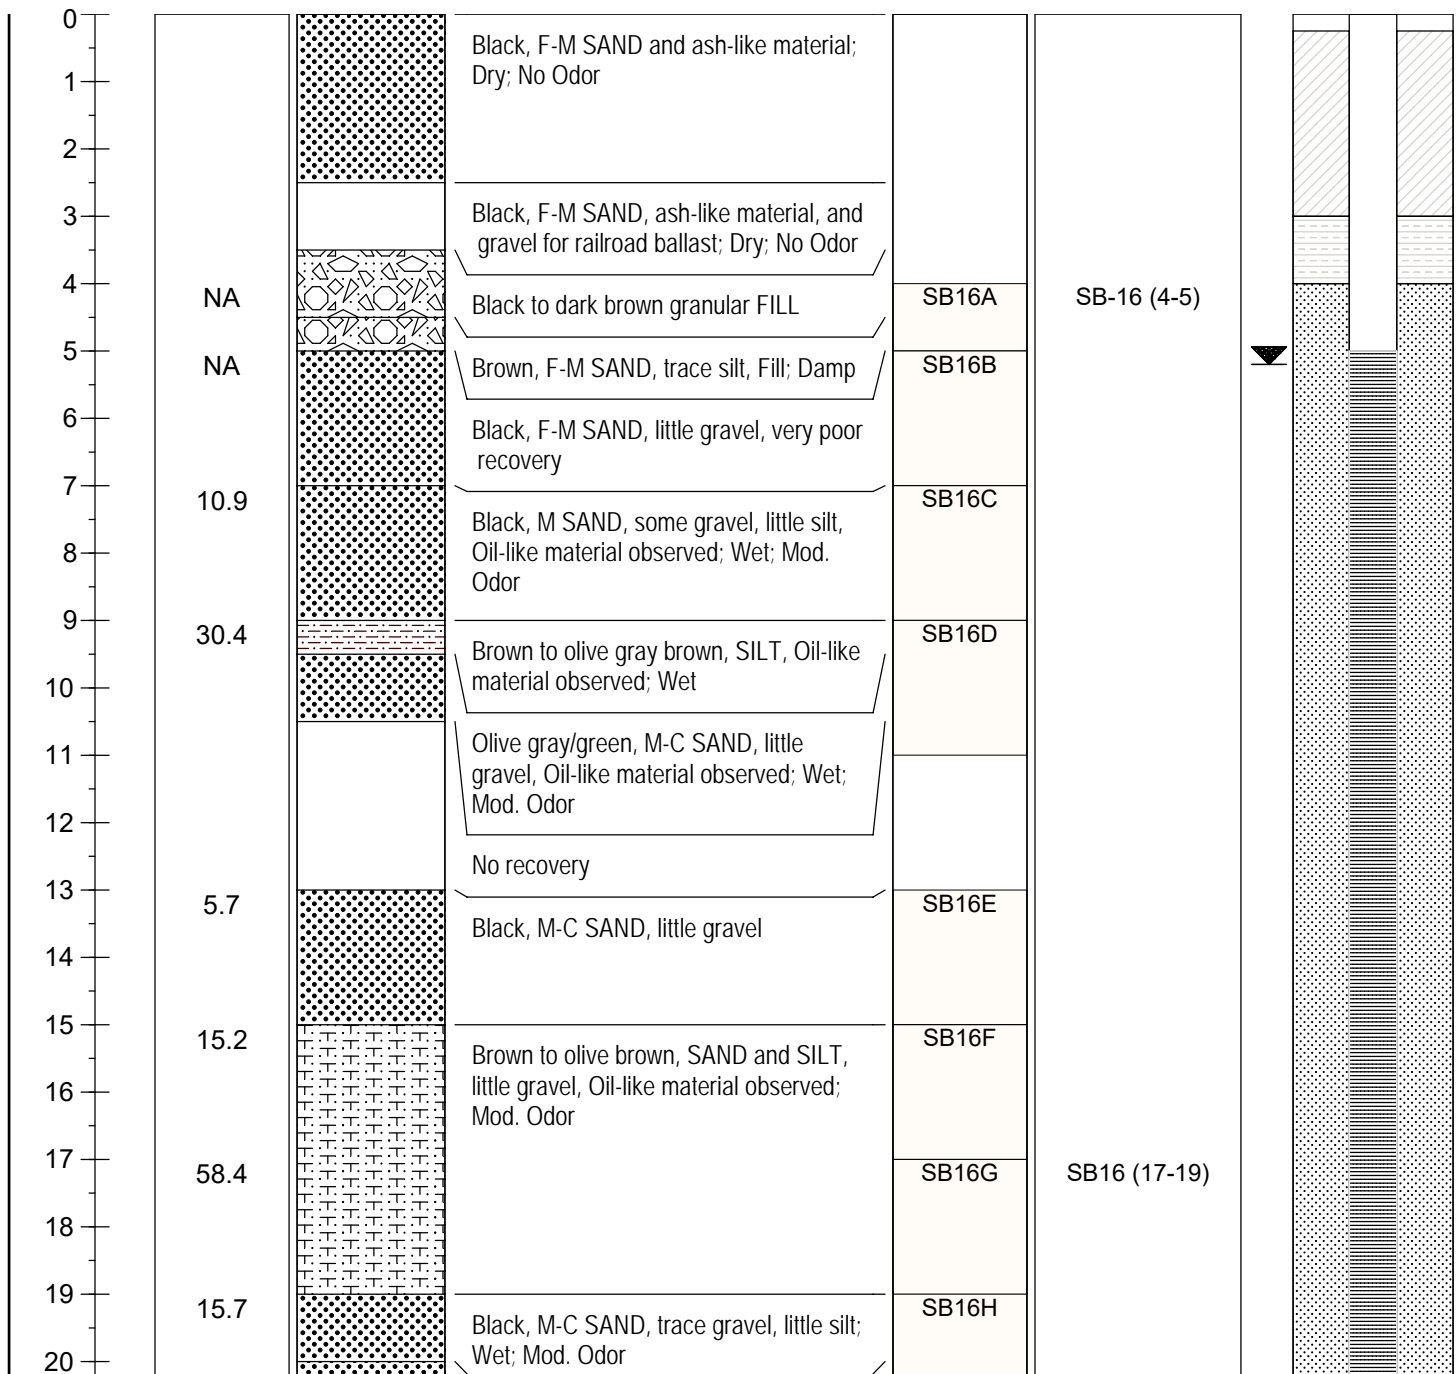 0
Black, F-M SAND and ash-like material;
Dry; No Odor
1
2
3
Black, F-M SAND, ash-like material, and
gravel for railroad ballast; Dry; No Odor
4
NA
Black to dark brown granular FILL
SB16A
SB-16 (4-5)
5
NA
Brown, F-M SAND, trace silt, Fill; Damp
SB16B
6
Black, F-M SAND, little gravel, very poor
recovery
7
10.9
SB16C
Black, M SAND, some gravel, little silt,
Oil-like material observed; Wet; Mod.
Odor
8
9
30.4
SB16D
Brown to olive gray brown, SILT, Oil-like
material observed; Wet
10
Olive gray/green, M-C SAND, little
gravel, Oil-like material observed; Wet;
Mod. Odor
11
12
No recovery
13
5.7
SB16E
Black, M-C SAND, little gravel
14
15
15.2
SB16F
Brown to olive brown, SAND and SILT,
little gravel, Oil-like material observed;
Mod. Odor
16
17
58.4
SB16G
SB16 (17-19)
18
19
15.7
SB16H
Black, M-C SAND, trace gravel, little silt;
Wet; Mod. Odor
20